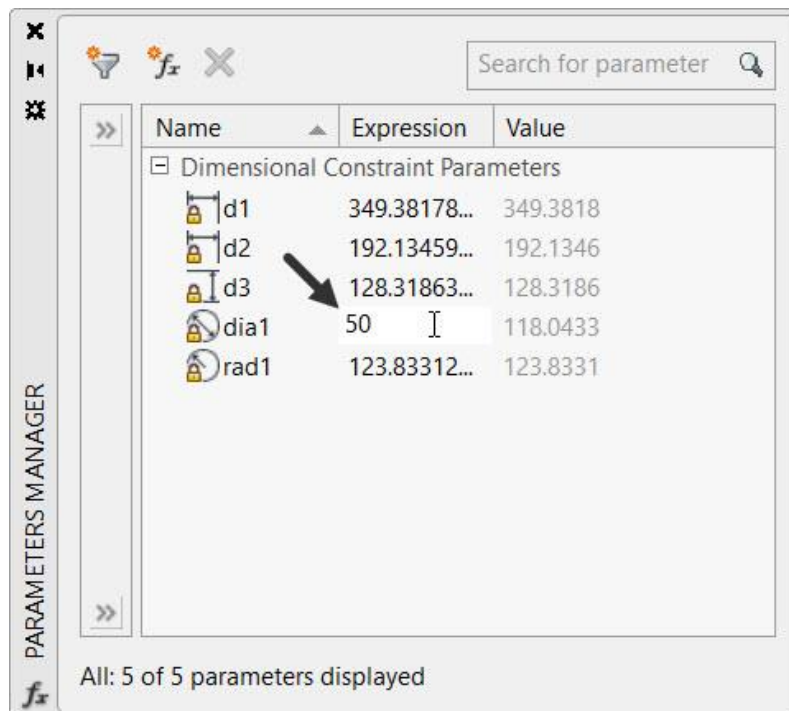 fx
Search for parameter
Name Expression Value
Dimensional Constraint Parameters
d1 349.38178... 349.3818
d2 192.13459... 192.1346
d3 128.31863... 128.3186
dia1 50 118.0433
rad1 123.83312... 123.8331
All: 5 of 5 parameters displayed
PARAMETERS MANAGER
fx